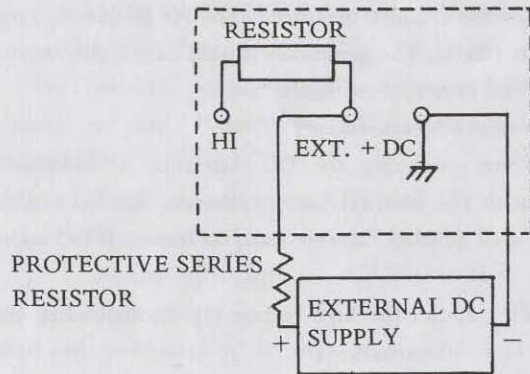 RESISTOR
HI
EXT. + DC
PROTECTIVE SERIES
RESISTOR
EXTERNAL DC
SUPPLY
+
−